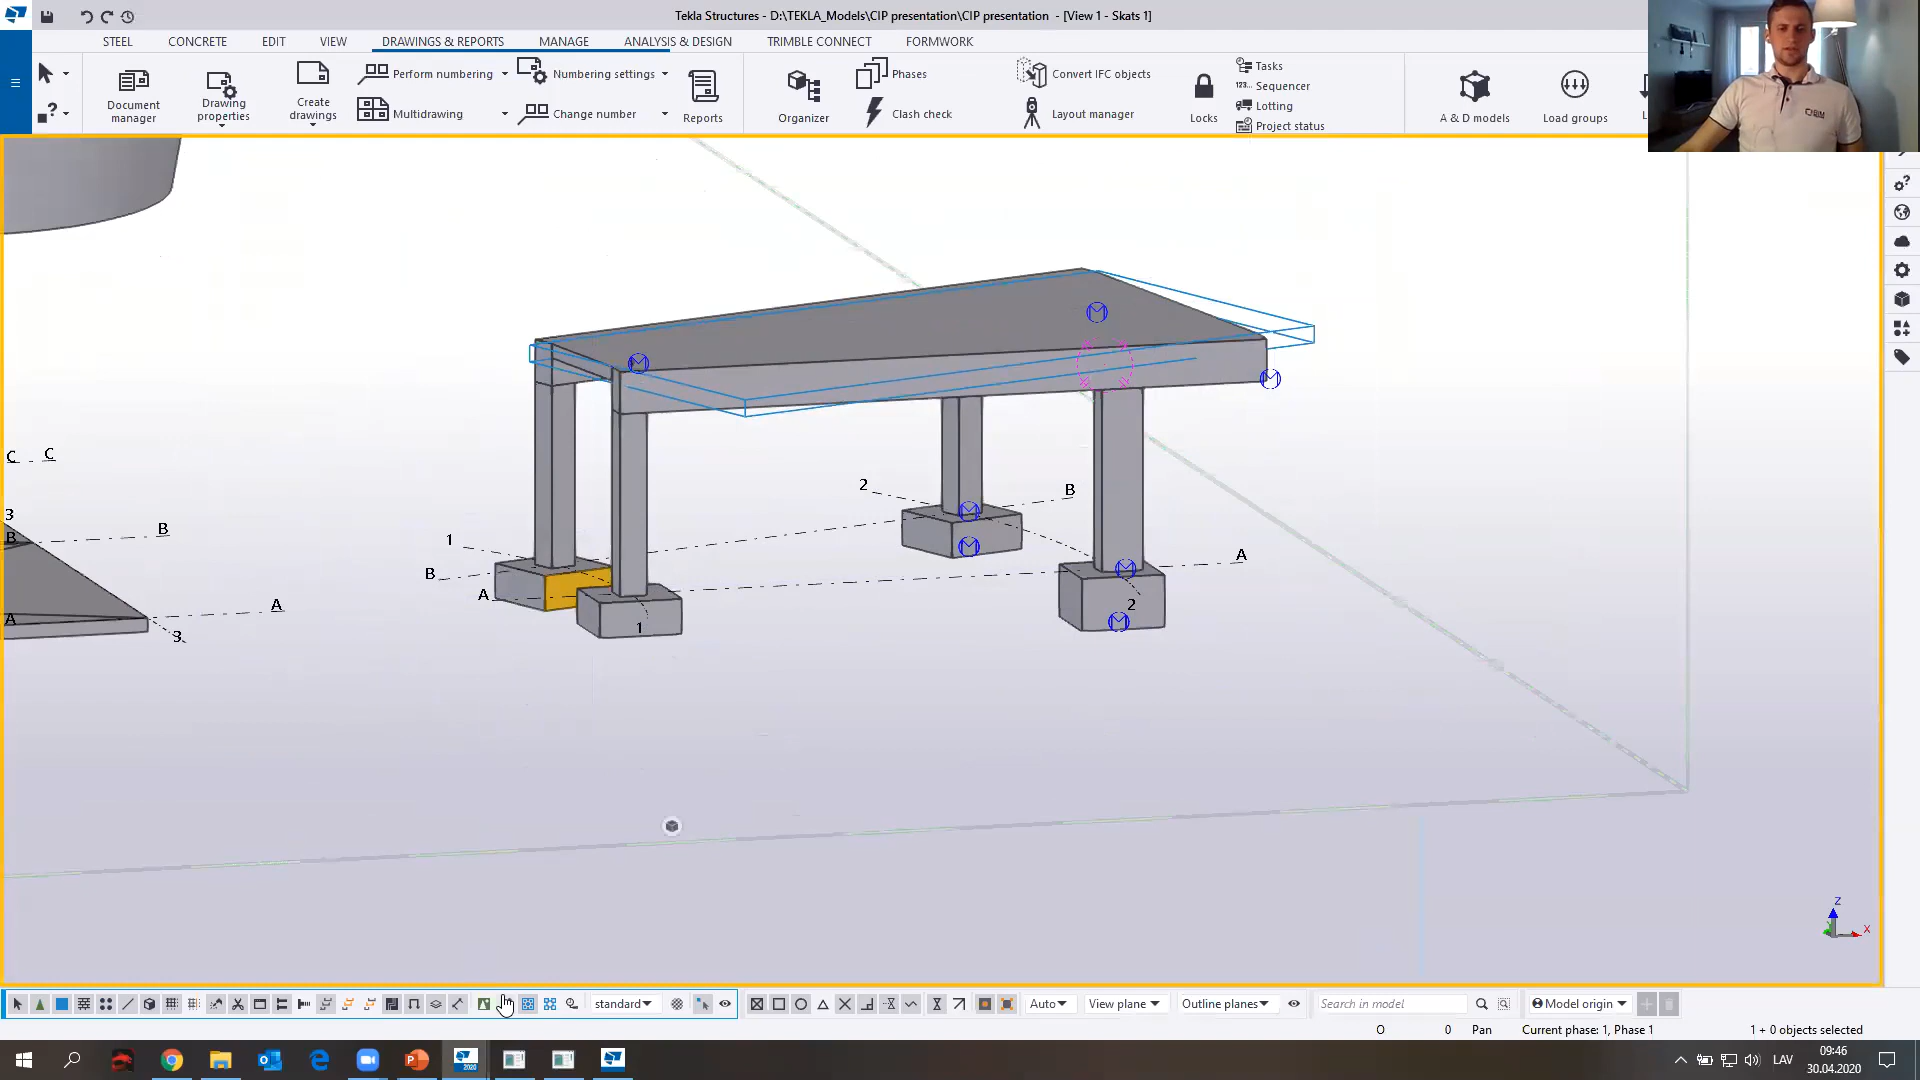 Tekla Structures - D:\TEKLA_Models\CIP presentation\CIP presentation - [View 1 - Skats 1]
STEEL CONCRETE EDIT VIEW DRAWINGS & REPORTS MANAGE ANALYSIS & DESIGN TRIMBLE CONNECT FORMWORK
Document manager
Drawing properties
Create drawings
Perform numbering
Multidrawing
Numbering settings
Change number
Reports
Organizer
Phases
Clash check
Convert IFC objects
Layout manager
Locks
Tasks
Sequencer
Lotting
Project status
A & D models
Load groups
C C
3
B B
A A
3
1
B
A
1
2
B
A
2
M
M
M
M
M
M
M
Z
X
standard
Auto
View plane
Outline planes
Search in model
Model origin
O 0 Pan Current phase: 1, Phase 1 1 + 0 objects selected
2020
LAV
09:46
30.04.2020